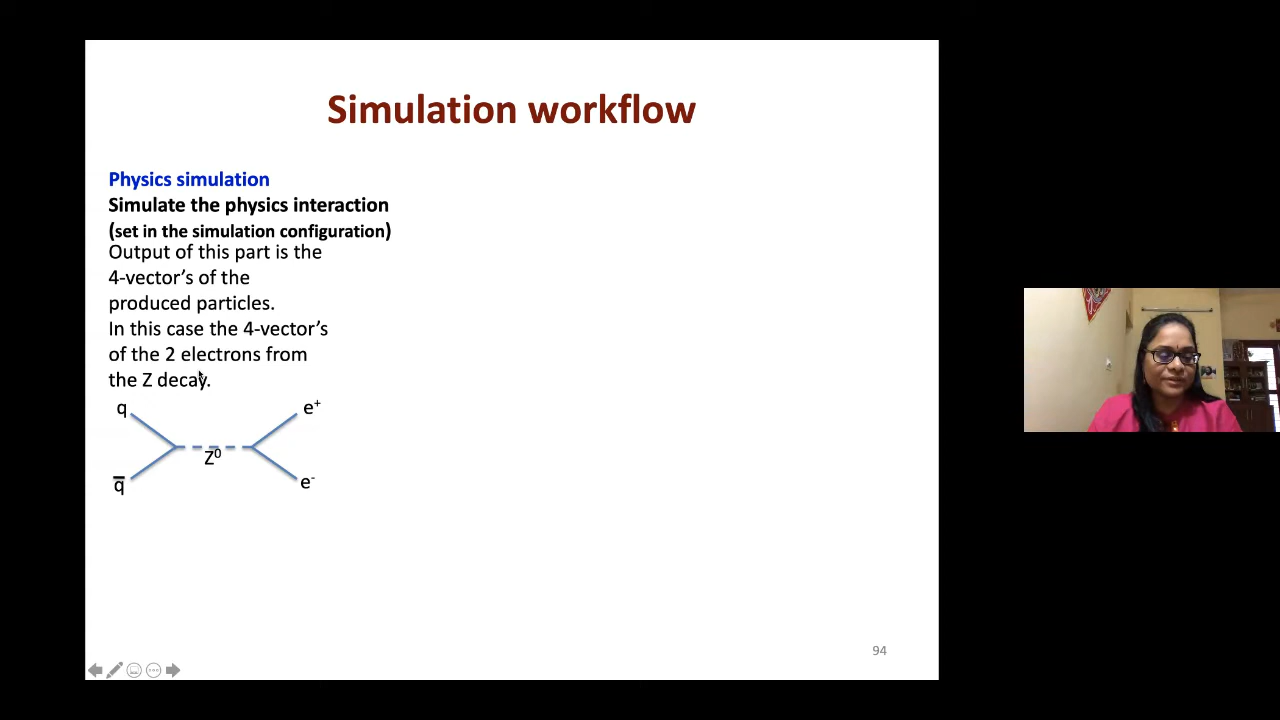 Simulation workflow
Physics simulation
Simulate the physics interaction
(set in the simulation configuration)
Output of this part is the
4-vector’s of the
produced particles.
In this case the 4-vector’s
of the 2 electrons from
the Z decay.
q e⁺
Z⁰
q̅ e⁻
94